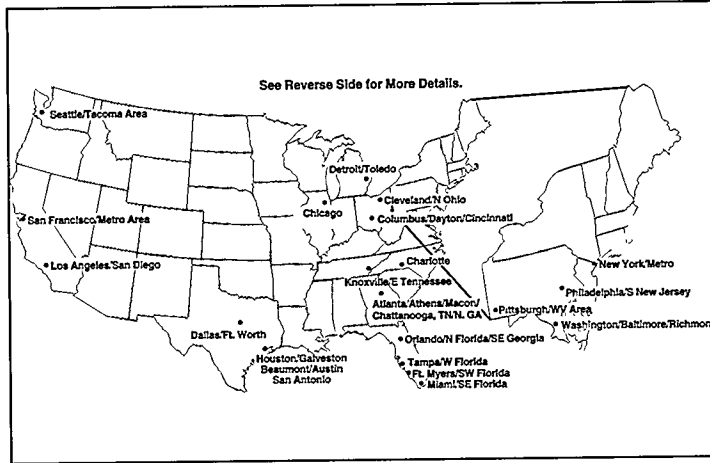 See Reverse Side for More Details.
Seattle/Tacoma Area
Detroit/Toledo
Cleveland/N Ohio
Chicago
Columbus/Dayton/Cincinnati
San Francisco/Metro Area
Los Angeles/San Diego
Charlotte
Knoxville/E Tennessee
New York/Metro
Atlanta/Athens/Macon/
Chattanooga, TN/N. GA
Philadelphia/S New Jersey
Pittsburgh/WV Area
Washington/Baltimore/Richmon
Dallas/Ft. Worth
Orlando/N Florida/SE Georgia
Houston/Galveston
Beaumont/Austin
San Antonio
Tampa/W Florida
Ft. Myers/SW Florida
Miami/SE Florida